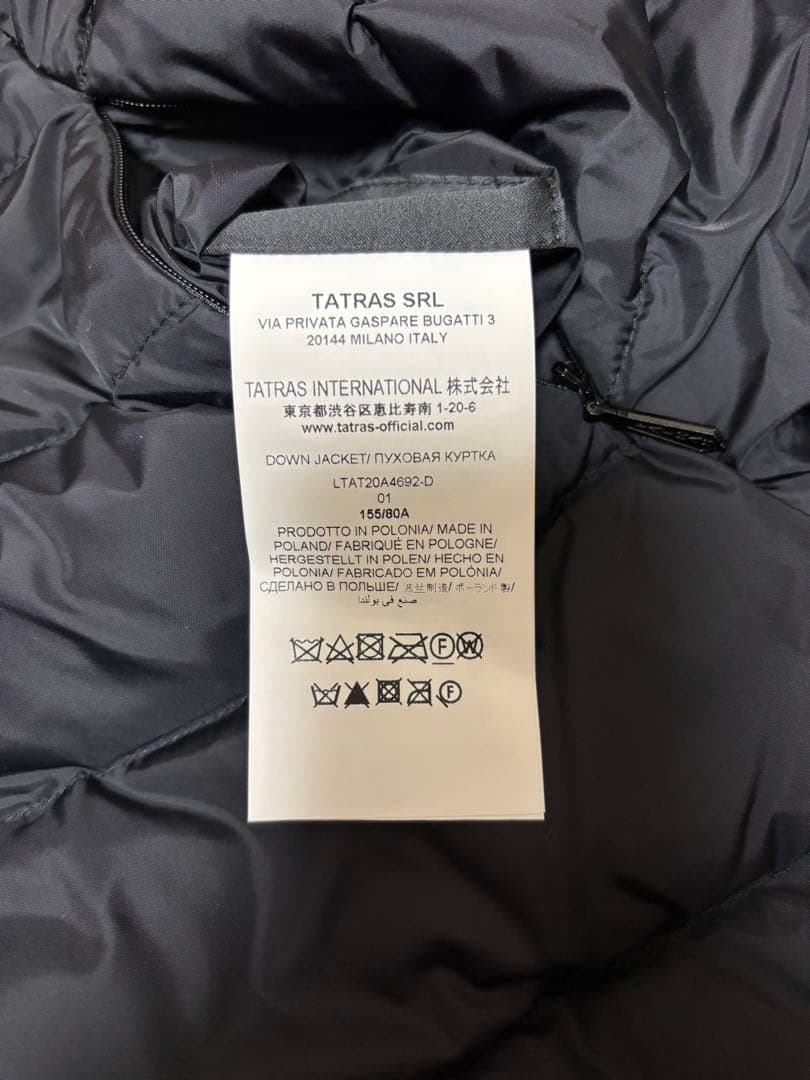 TATRAS SRL
VIA PRIVATA GASPARE BUGATTI 3
20144 MILANO ITALY
TATRAS INTERNATIONAL 株式会社
東京都渋谷区恵比寿南 1-20-6
www.tatras-official.com
DOWN JACKET/ ПУХОВАЯ КУРТКА
LTAT20A4692-D
01
155/80A
PRODOTTO IN POLONIA/ MADE IN
POLAND/ FABRIQUÉ EN POLOGNE/
HERGESTELLT IN POLEN/ HECHO EN
POLONIA/ FABRICADO EM POLÓNIA/
СДЕЛАНО В ПОЛЬШЕ/ 波兰制造/ ポーランド製/
صنع في بولندا
F W
F